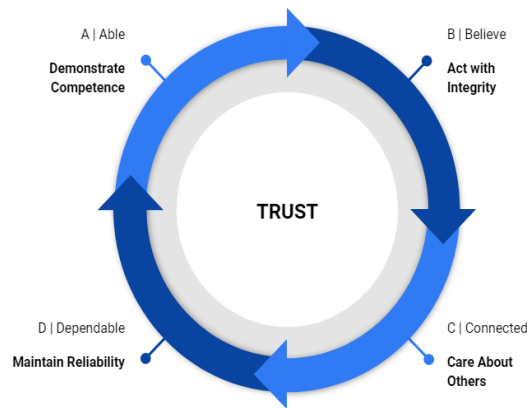 A | Able
Demonstrate
Competence
B | Believe
Act with
Integrity
TRUST
D | Dependable
Maintain Reliability
C | Connected
Care About
Others